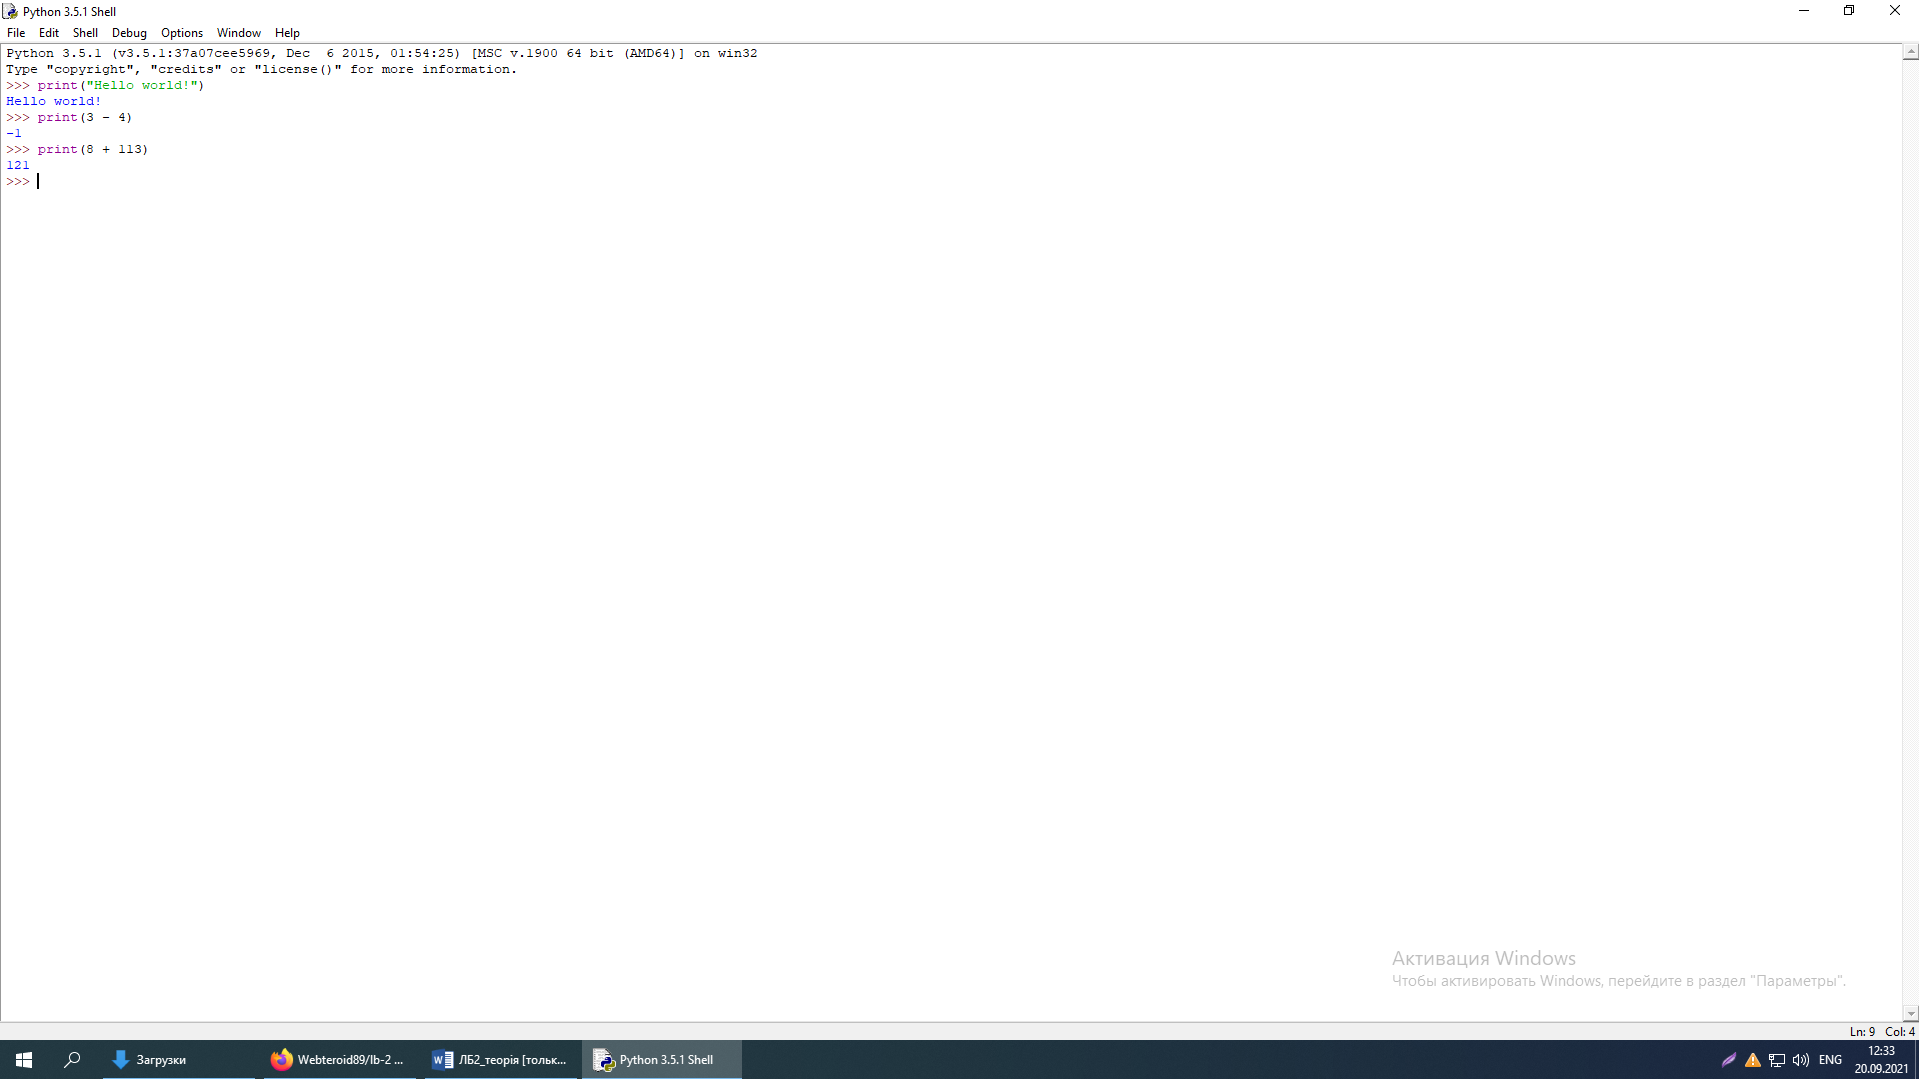 Python 3.5.1 Shell
File Edit Shell Debug Options Window Help
Python 3.5.1 (v3.5.1:37a07cee5969, Dec  6 2015, 01:54:25) [MSC v.1900 64 bit (AMD64)] on win32
Type "copyright", "credits" or "license()" for more information.
>>> print("Hello world!")
Hello world!
>>> print(3 - 4)
-1
>>> print(8 + 113)
121
>>>
Активация Windows
Чтобы активировать Windows, перейдите в раздел "Параметры".
Ln: 9 Col: 4
Загрузки Webteroid89/lb-2 ... ЛБ2_теорія [тольк... Python 3.5.1 Shell ENG 12:33
20.09.2021